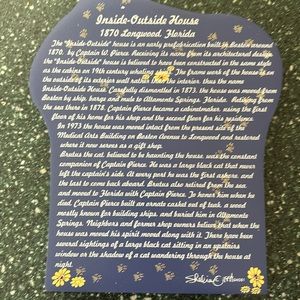 Inside-Outside House
1870 Longwood, Florida
The "Inside-Outside" house is an early prefabrication built in Boston around
1870. by Captain W. Pierce. Receiving its name from its architectural design
the "Inside-Outside" house is believed to have been constructed in the same style
as the cabins on 19th century whaling ships. The frame work of the house is on
the outside of its exterior wall rather than the interior, thus the name
Inside-Outside House. Carefully dismantled in 1873. the house moved from
Boston by ship, barge and mule to Altamonte Springs, Florida. Retiring from
the sea there in 1878. Captain Pierce became a cabinetmaker. using the first
floor of his home for his shop and the second floor for his residence.
In 1973 the house was moved intact from the present site of the
Medical Arts Building on Boston Avenue to Longwood and restored
where it now serves as a gift shop.
Brutus the cat, believed to be haunting the house, was the constant
companion of Captain Pierce. He was a large black cat that never
left the captain's side. At every port he was the first ashore, and
the last to come back aboard. Brutus also retired from the sea,
and moved to Florida with Captain Pierce. To honor him when he
died, Captain Pierce built an ornate casket out of teak, a wood
mostly known for building ships, and buried him in Altamonte
Springs. Neighbors and former shop owners believe that when the
house was moved his spirit moved along with it. There have been
several sightings of a large black cat sitting in an upstairs
window or the shadow of a cat wandering through the house at
night.